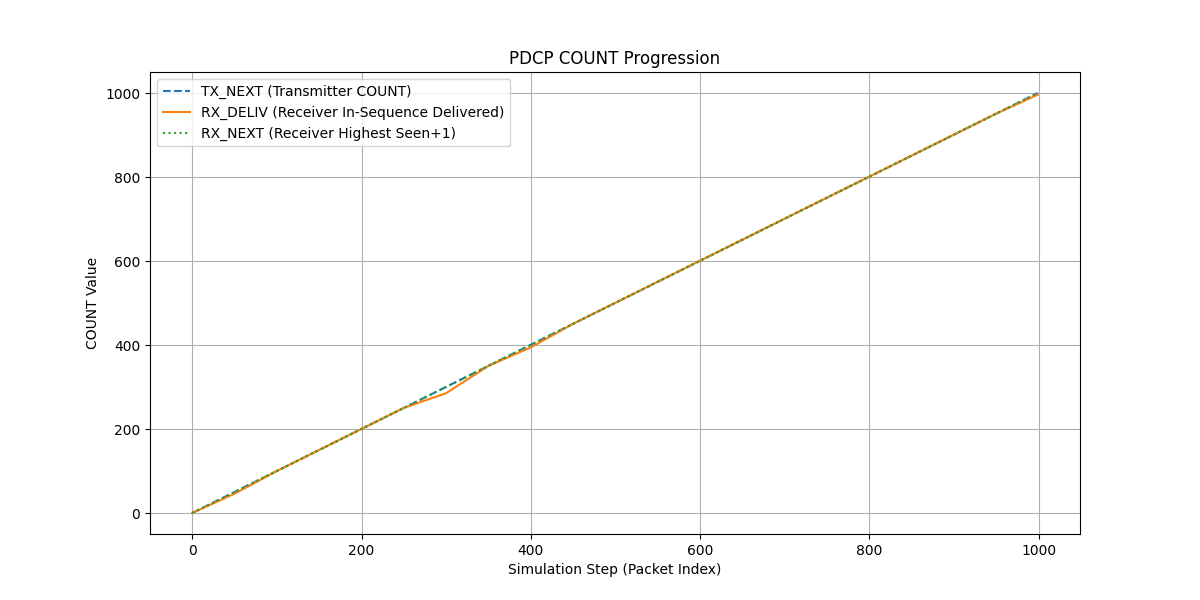 PDCP COUNT Progression
TX_NEXT (Transmitter COUNT)
RX_DELIV (Receiver In-Sequence Delivered)
RX_NEXT (Receiver Highest Seen+1)
COUNT Value
1000
800
600
400
200
0
0 200 400 600 800 1000
Simulation Step (Packet Index)